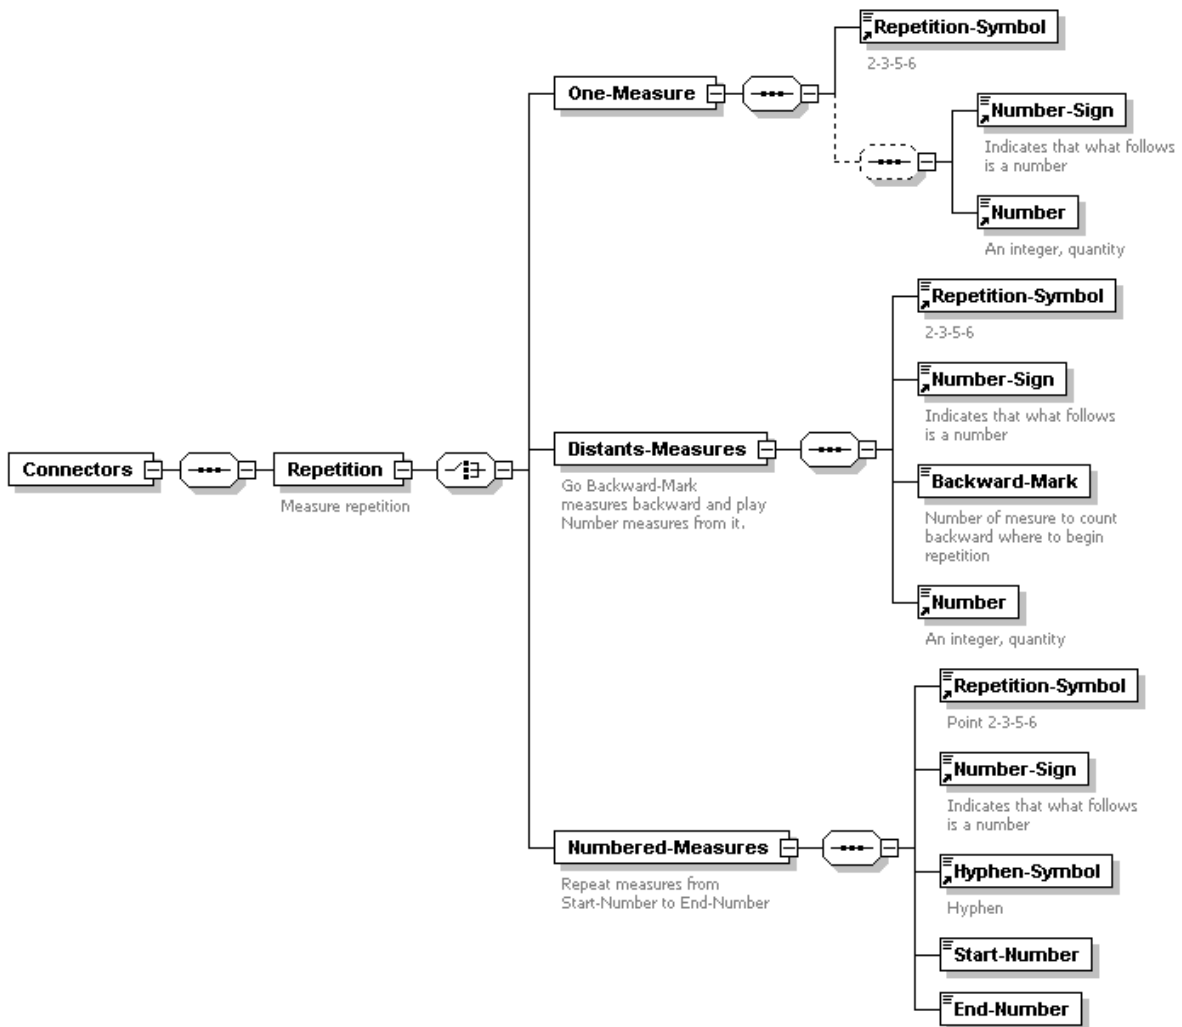 Repetition-Symbol
2-3-5-6
One-Measure
Number-Sign
Indicates that what follows
is a number
Number
An integer, quantity
Repetition-Symbol
2-3-5-6
Number-Sign
Indicates that what follows
is a number
Connectors
Repetition
Measure repetition
Distants-Measures
Go Backward-Mark
measures backward and play
Number measures from it.
Backward-Mark
Number of mesure to count
backward where to begin
repetition
Number
An integer, quantity
Repetition-Symbol
Point 2-3-5-6
Number-Sign
Indicates that what follows
is a number
Numbered-Measures
Repeat measures from
Start-Number to End-Number
Hyphen-Symbol
Hyphen
Start-Number
End-Number